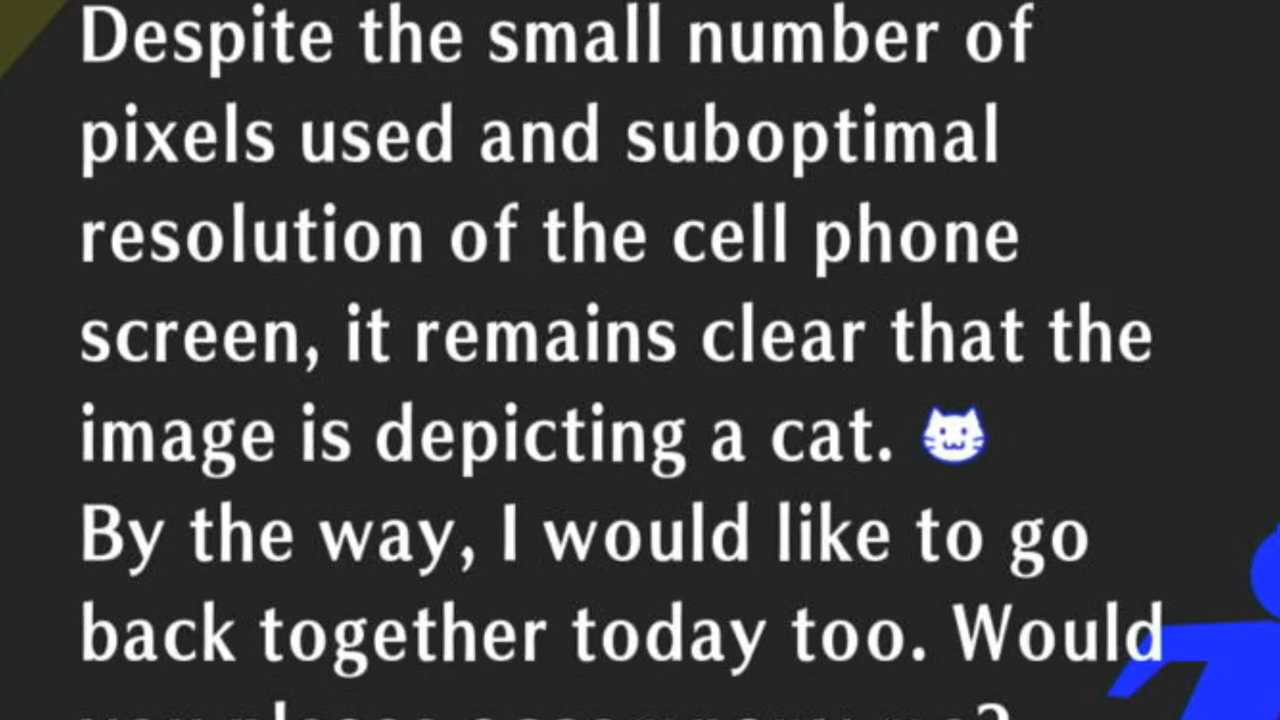 Despite the small number of
pixels used and suboptimal
resolution of the cell phone
screen, it remains clear that the
image is depicting a cat.
By the way, I would like to go
back together today too. Would